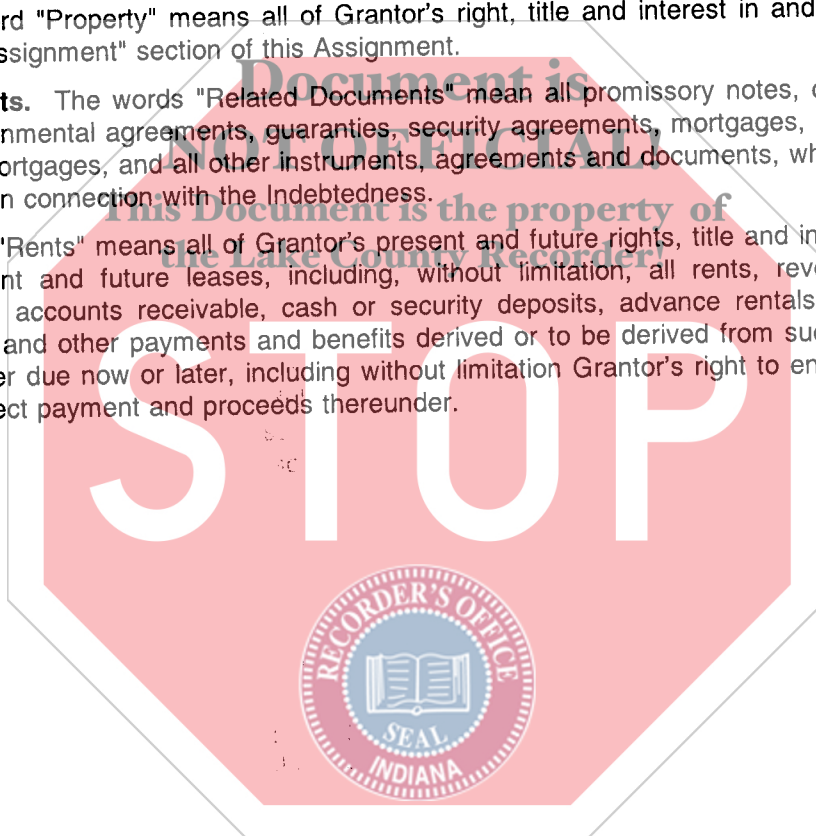 rd "Property" means all of Grantor's right, title and interest in and
ssignment" section of this Assignment.
Document is
ts. The words "Related Documents" mean all promissory notes,
nmental agreements, guaranties, security agreements, mortgages,
NOT OFFICIAL!
ortgages, and all other instruments, agreements and documents, wh
n connection with the Indebtedness.
This Document is the property of
"Rents" means all of Grantor's present and future rights, title and in
the Lake County Recorder!
nt and future leases, including, without limitation, all rents, rev
accounts receivable, cash or security deposits, advance rentals
and other payments and benefits derived or to be derived from su
er due now or later, including without limitation Grantor's right to en
ect payment and proceeds thereunder.
STOP
RECORDER'S OFFICE
SEAL
INDIANA